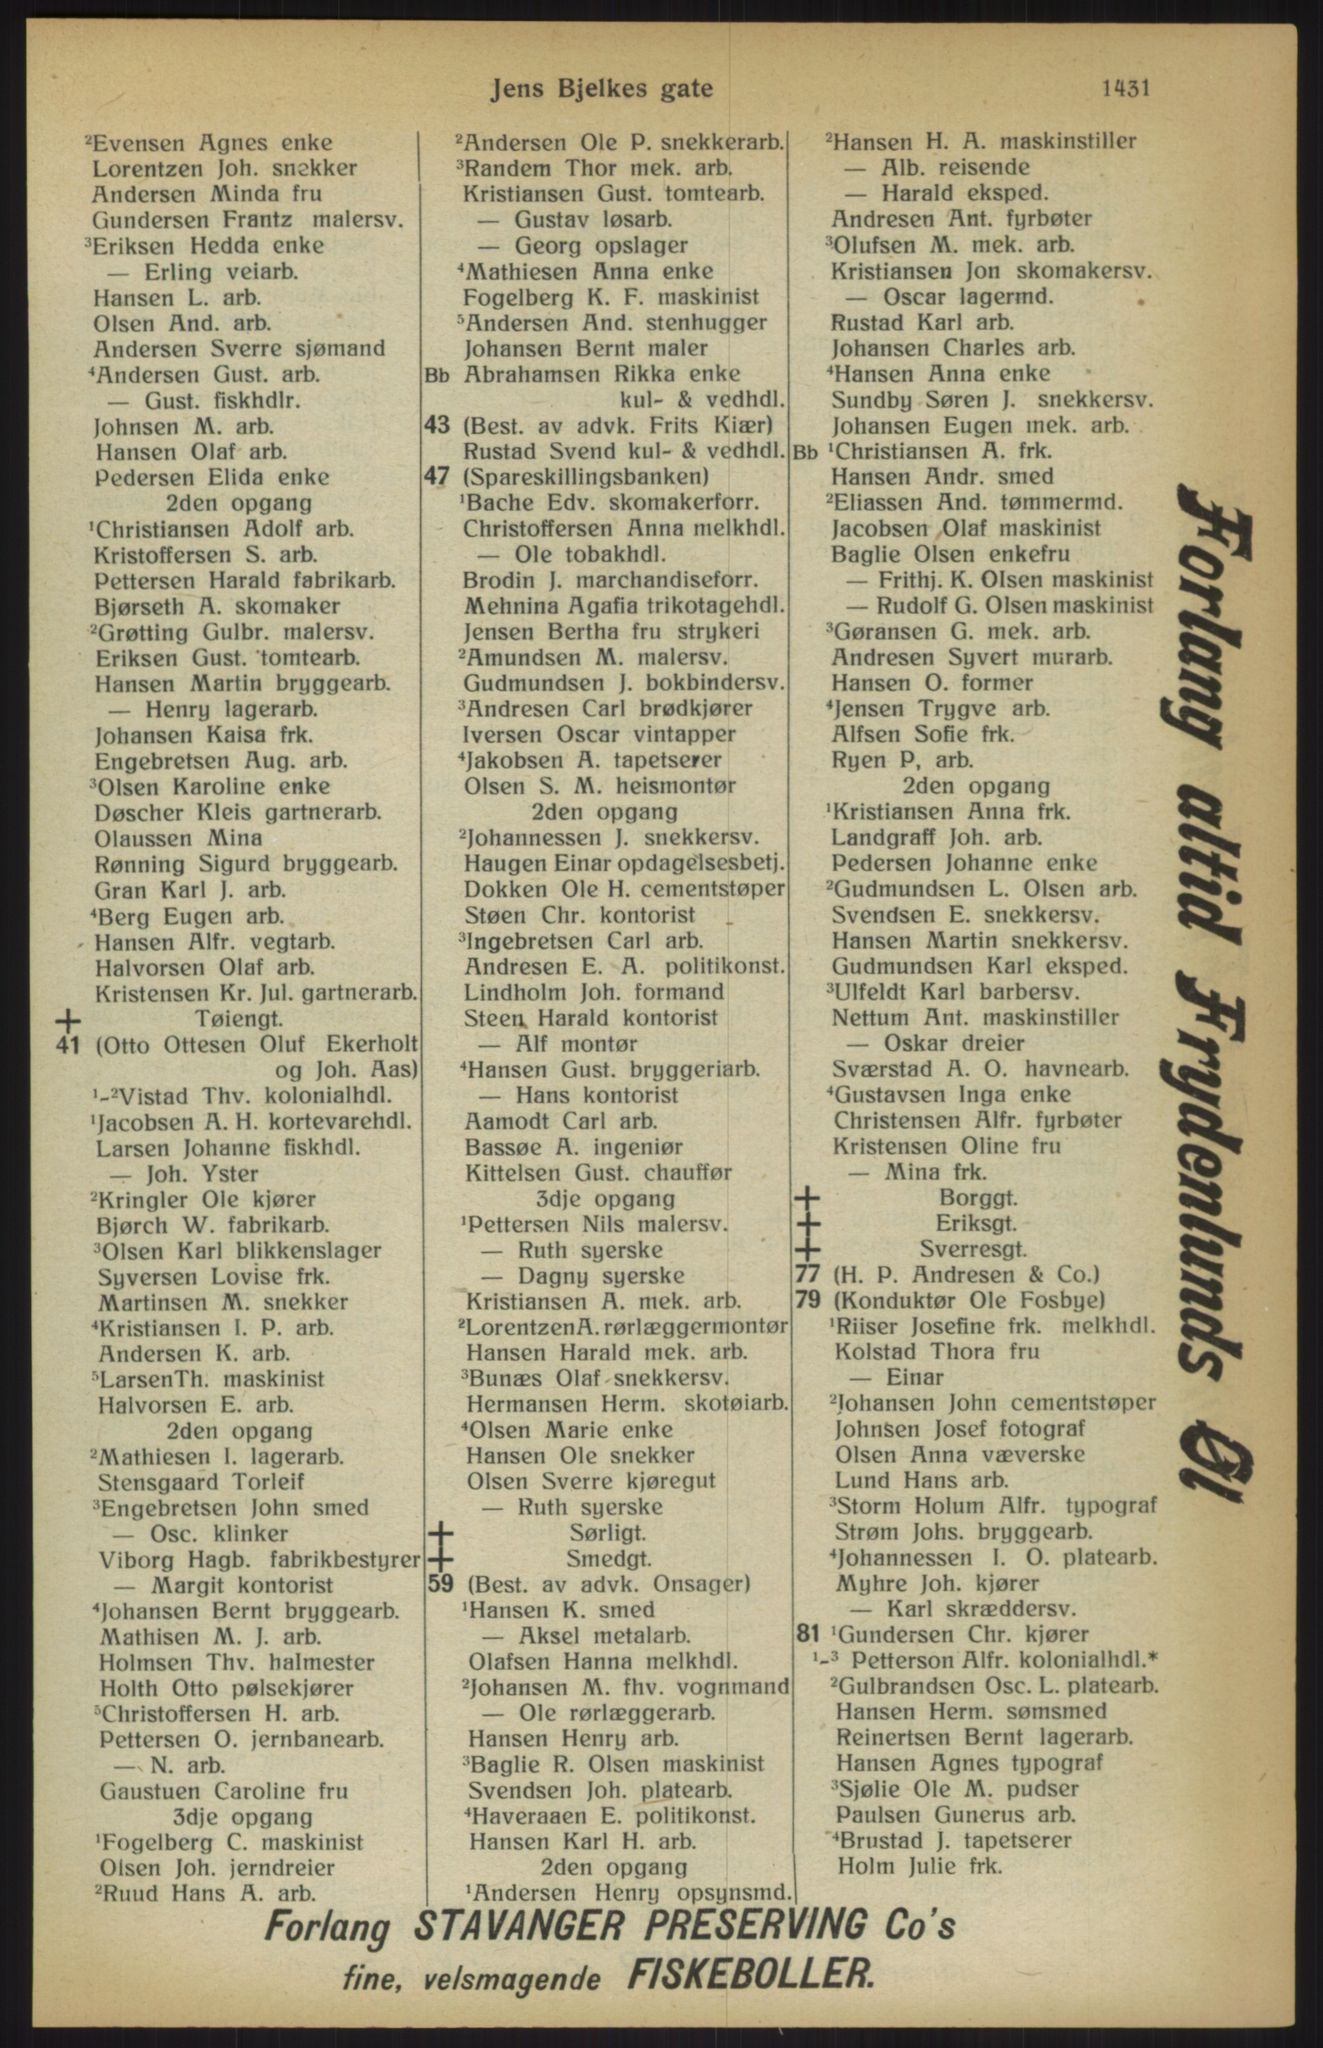 Jens Bjelkes gate
1431
²Evensen Agnes enke
Lorentzen Joh. snekker
Andersen Minda fru
Gundersen Frantz malersv.
³Eriksen Hedda enke
— Erling veiarb.
Hansen L. arb.
Olsen And. arb.
Andersen Sverre sjømand
⁴Andersen Gust. arb.
— Gust. fiskhdlr.
Johnsen M. arb.
Hansen Olaf arb.
Pedersen Elida enke
2den opgang
¹Christiansen Adolf arb.
Kristoffersen S. arb.
Pettersen Harald fabrikarb.
Bjørseth A. skomaker
²Grøtting Gulbr. malersv.
Eriksen Gust. tomtearb.
Hansen Martin bryggearb.
— Henry lagerarb.
Johansen Kaisa frk.
Engebretsen Aug. arb.
³Olsen Karoline enke
Døscher Kleis gartnerarb.
Olaussen Mina
Rønning Sigurd bryggearb.
Gran Karl J. arb.
⁴Berg Eugen arb.
Hansen Alfr. vegtarb.
Halvorsen Olaf arb.
Kristensen Kr. Jul. gartnerarb.
+ Tøiengt.
41 (Otto Ottesen Oluf Ekerholt
og Joh. Aas)
¹-²Vistad Thv. kolonialhdl.
¹Jacobsen A. H. kortevarehdl.
Larsen Johanne fiskhdl.
— Joh. Yster
²Kringler Ole kjører
Bjørch W. fabrikarb.
³Olsen Karl blikkenslager
Syversen Lovise frk.
Martinsen M. snekker
⁴Kristiansen I. P. arb.
Andersen K. arb.
⁵Larsen Th. maskinist
Halvorsen E. arb.
2den opgang
²Mathiesen I. lagerarb.
Stensgaard Torleif
³Engebretsen John smed
— Osc. klinker
Viborg Hagb. fabrikbestyrer
— Margit kontorist
⁴Johansen Bernt bryggearb.
Mathisen M. J. arb.
Holmsen Thv. halmester
Holth Otto pølsekjører
⁵Christoffersen H. arb.
Pettersen O. jernbanearb.
— N. arb.
Gaustuen Caroline fru
3dje opgang
¹Fogelberg C. maskinist
Olsen Joh. jerndreier
²Ruud Hans A. arb.
²Andersen Ole P. snekkerarb.
³Randem Thor mek. arb.
Kristiansen Gust. tomtearb.
— Gustav løsarb.
— Georg opslager
⁴Mathiesen Anna enke
Fogelberg K. F. maskinist
⁵Andersen And. stenhugger
Johansen Bernt maler
Bb Abrahamsen Rikka enke
kul- & vedhdl.
43 (Best. av advk. Frits Kiær)
Rustad Svend kul- & vedhdl.
47 (Spareskillingsbanken)
¹Bache Edv. skomakerforr.
Christoffersen Anna melkhdl.
— Ole tobakhdl.
Brodin J. marchandiseforr.
Mehnina Agafia trikotagehdl.
Jensen Bertha fru strykeri
²Amundsen M. malersv.
Gudmundsen J. bokbindersv.
³Andresen Carl brødkjører
Iversen Oscar vintapper
⁴Jakobsen A. tapetserer
Olsen S. M. heismontør
2den opgang
²Johannessen J. snekkersv.
Haugen Einar opdagelsesbetj.
Dokken Ole H. cementstøper
Støen Chr. kontorist
³Ingebretsen Carl arb.
Andresen E. A. politikonst.
Lindholm Joh. formand
Steen Harald kontorist
— Alf montør
⁴Hansen Gust. bryggeriarb.
— Hans kontorist
Aamodt Carl arb.
Bassøe A. ingeniør
Kittelsen Gust. chauffør
3dje opgang
¹Pettersen Nils malersv.
— Ruth syerske
— Dagny syerske
Kristiansen A. mek. arb.
²Lorentzen A. rørlæggermontør
Hansen Harald mek. arb.
³Bunæs Olaf snekkersv.
Hermansen Herm. skotøiarb.
⁴Olsen Marie enke
Hansen Ole snekker
Olsen Sverre kjøregut
— Ruth syerske
+ Sørligt.
+ Smedgt.
59 (Best. av advk. Onsager)
¹Hansen K. smed
— Aksel metalarb.
Olafsen Hanna melkhdl.
²Johansen M. fhv. vognmand
— Ole rørlæggerarb.
Hansen Henry arb.
³Baglie R. Olsen maskinist
Svendsen Joh. platearb.
⁴Haveraaen E. politikonst.
Hansen Karl H. arb.
2den opgang
¹Andersen Henry opsynsmd.
²Hansen H. A. maskinstiller
— Alb. reisende
— Harald eksped.
Andresen Ant. fyrbøter
³Olufsen M. mek. arb.
Kristiansen Jon skomakersv.
— Oscar lagermd.
Rustad Karl arb.
Johansen Charles arb.
⁴Hansen Anna enke
Sundby Søren J. snekkersv.
Johansen Eugen mek. arb.
Bb ¹Christiansen A. frk.
Hansen Andr. smed
²Eliassen And. tømmermd.
Jacobsen Olaf maskinist
Baglie Olsen enkefru
— Frithj. K. Olsen maskinist
— Rudolf G. Olsen maskinist
³Gøransen G. mek. arb.
Andresen Syvert murarb.
Hansen O. former
⁴Jensen Trygve arb.
Alfsen Sofie frk.
Ryen P, arb.
2den opgang
¹Kristiansen Anna frk.
Landgraff Joh. arb.
Pedersen Johanne enke
²Gudmundsen L. Olsen arb.
Svendsen E. snekkersv.
Hansen Martin snekkersv.
Gudmundsen Karl eksped.
³Ulfeldt Karl barbersv.
Nettum Ant. maskinstiller
— Oskar dreier
Sværstad A. O. havnearb.
⁴Gustavsen Inga enke
Christensen Alfr. fyrbøter
Kristensen Oline fru
— Mina frk.
+ Borggt.
+ Eriksgt.
+ Sverresgt.
77 (H. P. Andresen & Co.)
79 (Konduktør Ole Fosbye)
¹Riiser Josefine frk. melkhdl.
Kolstad Thora fru
— Einar
²Johansen John cementstøper
Johnsen Josef fotograf
Olsen Anna væverske
Lund Hans arb.
³Storm Holum Alfr. typograf
Strøm Johs. bryggearb.
⁴Johannessen I. O. platearb.
Myhre Joh. kjører
— Karl skræddersv.
81 ¹Gundersen Chr. kjører
¹-³ Petterson Alfr. kolonialhdl.*
²Gulbrandsen Osc. L. platearb.
Hansen Herm. sømsmed
Reinertsen Bernt lagerarb.
Hansen Agnes typograf
³Sjølie Ole M. pudser
Paulsen Gunerus arb.
⁴Brustad J. tapetserer
Holm Julie frk.
Forlang altid Frydenlunds Øl
Forlang STAVANGER PRESERVING Co's
fine, velsmagende FISKEBOLLER.